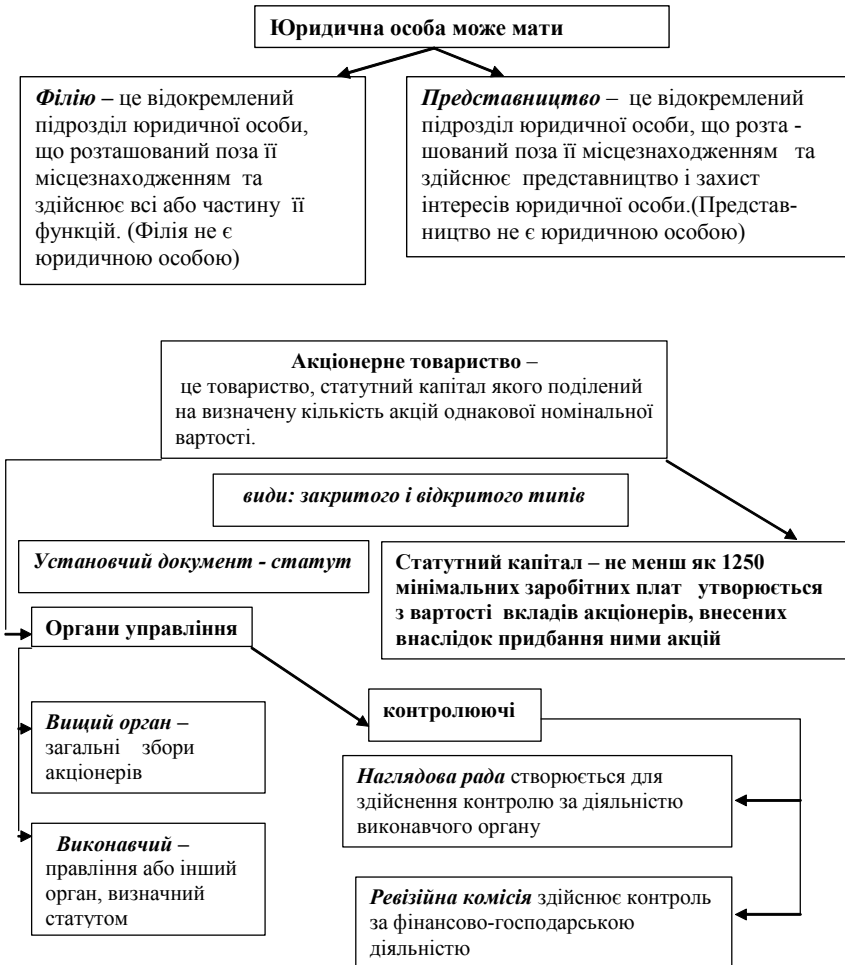 Юридична особа може мати
Філію – це відокремлений
підрозділ юридичної особи,
що розташований поза її
місцезнаходженням та
здійснює всі або частину її
функцій. (Філія не є
юридичною особою)
Представництво – це відокремлений
підрозділ юридичної особи, що розта -
шований поза її місцезнаходженням та
здійснює представництво і захист
інтересів юридичної особи.(Представ-
ництво не є юридичною особою)
Акціонерне товариство –
це товариство, статутний капітал якого поділений
на визначену кількість акцій однакової номінальної
вартості.
види: закритого і відкритого типів
Установчий документ - статут
Статутний капітал – не менш як 1250
мінімальних заробітних плат утворюється
з вартості вкладів акціонерів, внесених
внаслідок придбання ними акцій
Органи управління
контролюючі
Вищий орган –
загальні збори
акціонерів
Наглядова рада створюється для
здійснення контролю за діяльністю
виконавчого органу
Виконавчий –
правління або інший
орган, визначний
статутом
Ревізійна комісія здійснює контроль
за фінансово-господарською
діяльністю